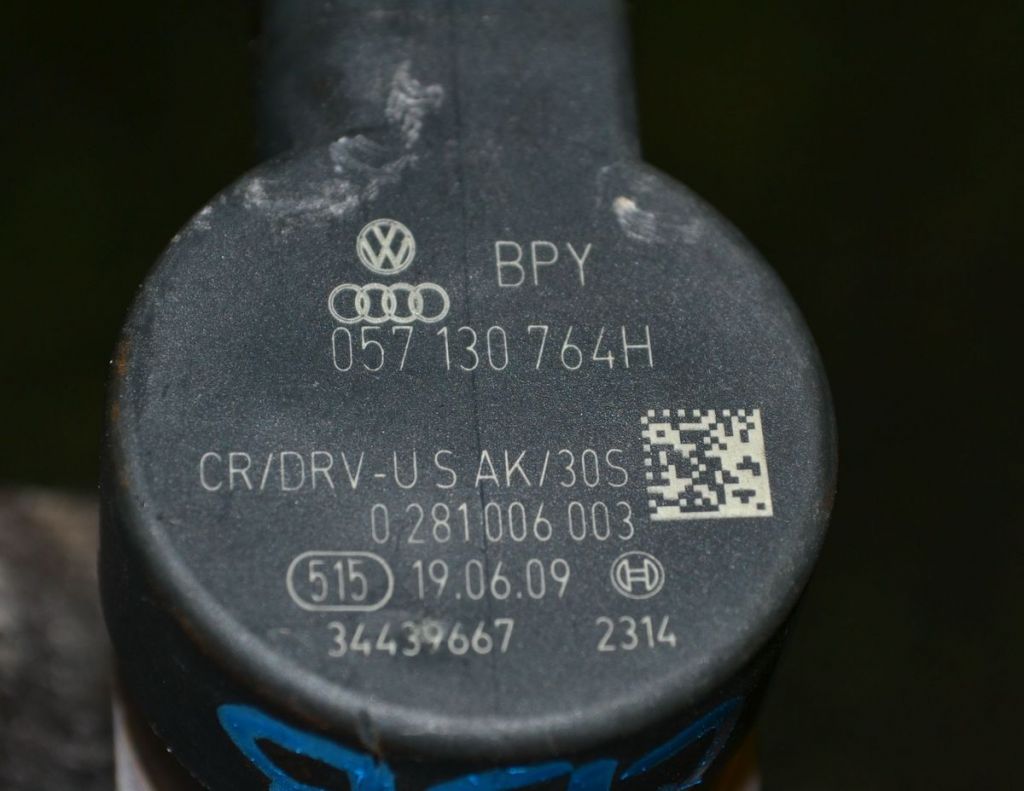 BPY
057 130 764H
CR/DRV-U S AK/30S
0 281 006 003
515 19.06.09
34439667 2314